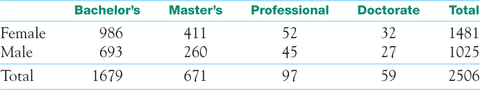 Bachelor's Master's Professional Doctorate Total
Female 986 411 52 32 1481
Male 693 260 45 27 1025
Total 1679 671 97 59 2506